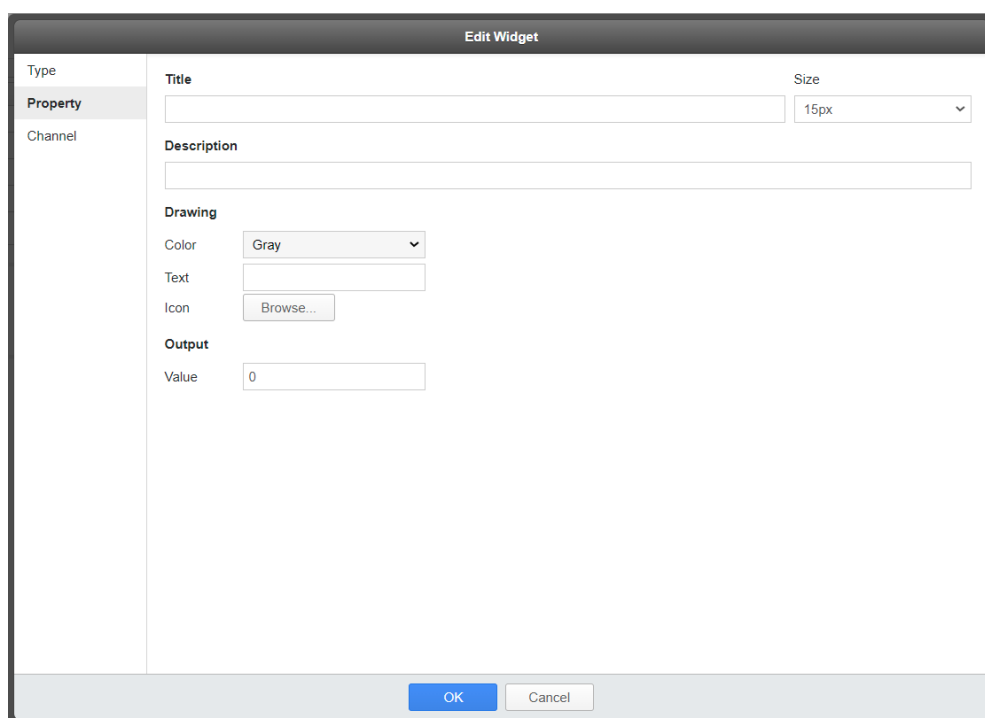 Edit Widget
Type
Property
Channel
Title
Size
15px
Description
Drawing
Color
Gray
Text
Icon
Browse...
Output
Value
0
OK
Cancel